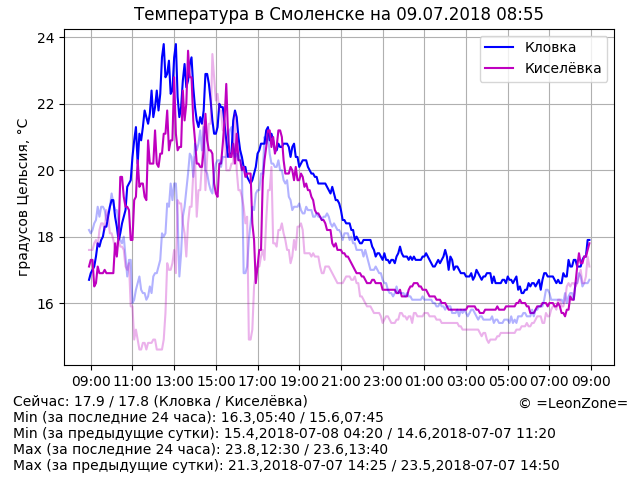 Температура в Смоленске на 09.07.2018 08:55
Кловка
Киселёвка
градусов Цельсия, °C
24
22
20
18
16
09:00 11:00 13:00 15:00 17:00 19:00 21:00 23:00 01:00 03:00 05:00 07:00 09:00
Сейчас: 17.9 / 17.8 (Кловка / Киселёвка)
© =LeonZone=
Min (за последние 24 часа): 16.3,05:40 / 15.6,07:45
Min (за предыдущие сутки): 15.4,2018-07-08 04:20 / 14.6,2018-07-07 11:20
Max (за последние 24 часа): 23.8,12:30 / 23.6,13:40
Max (за предыдущие сутки): 21.3,2018-07-07 14:25 / 23.5,2018-07-07 14:50